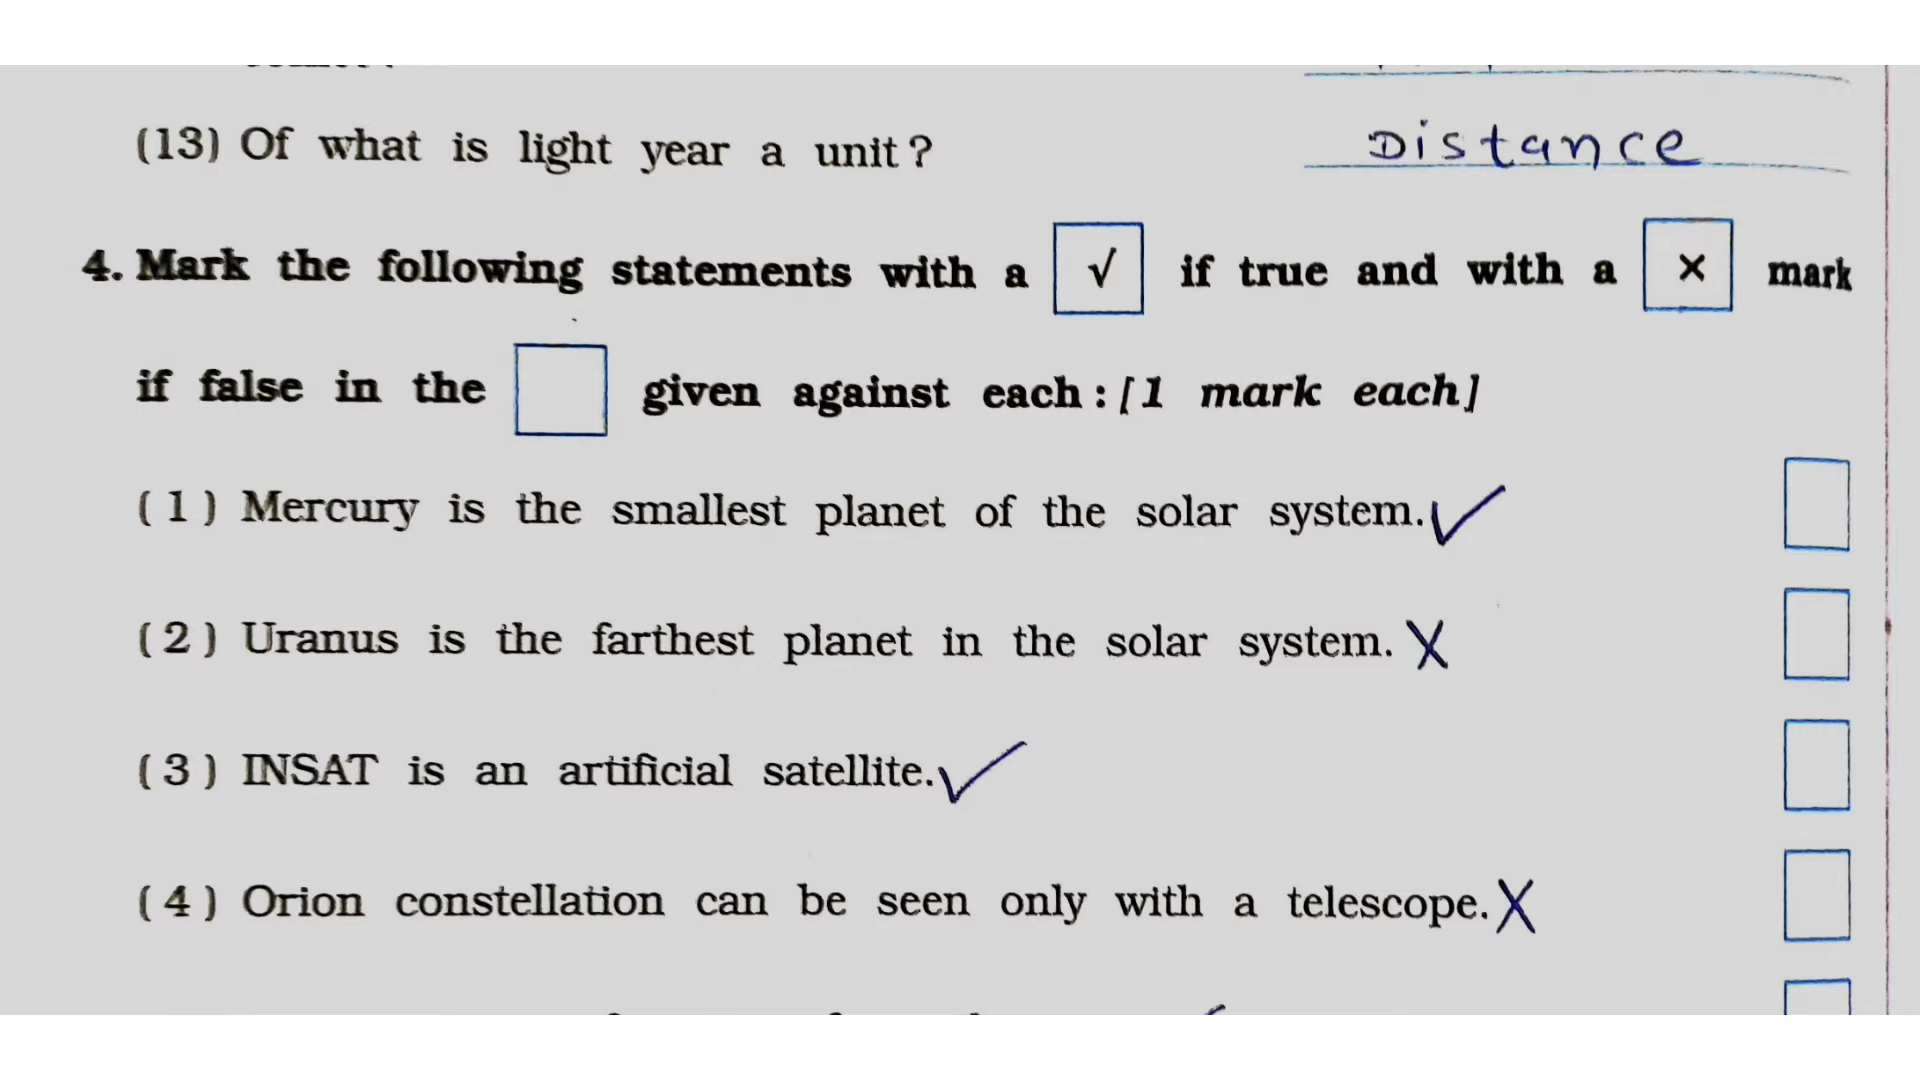 (13) Of what is light year a unit? Distance
4. Mark the following statements with a √ if true and with a × mark
if false in the given against each : [1 mark each]
(1) Mercury is the smallest planet of the solar system. ✓
(2) Uranus is the farthest planet in the solar system. X
(3) INSAT is an artificial satellite. ✓
(4) Orion constellation can be seen only with a telescope. X